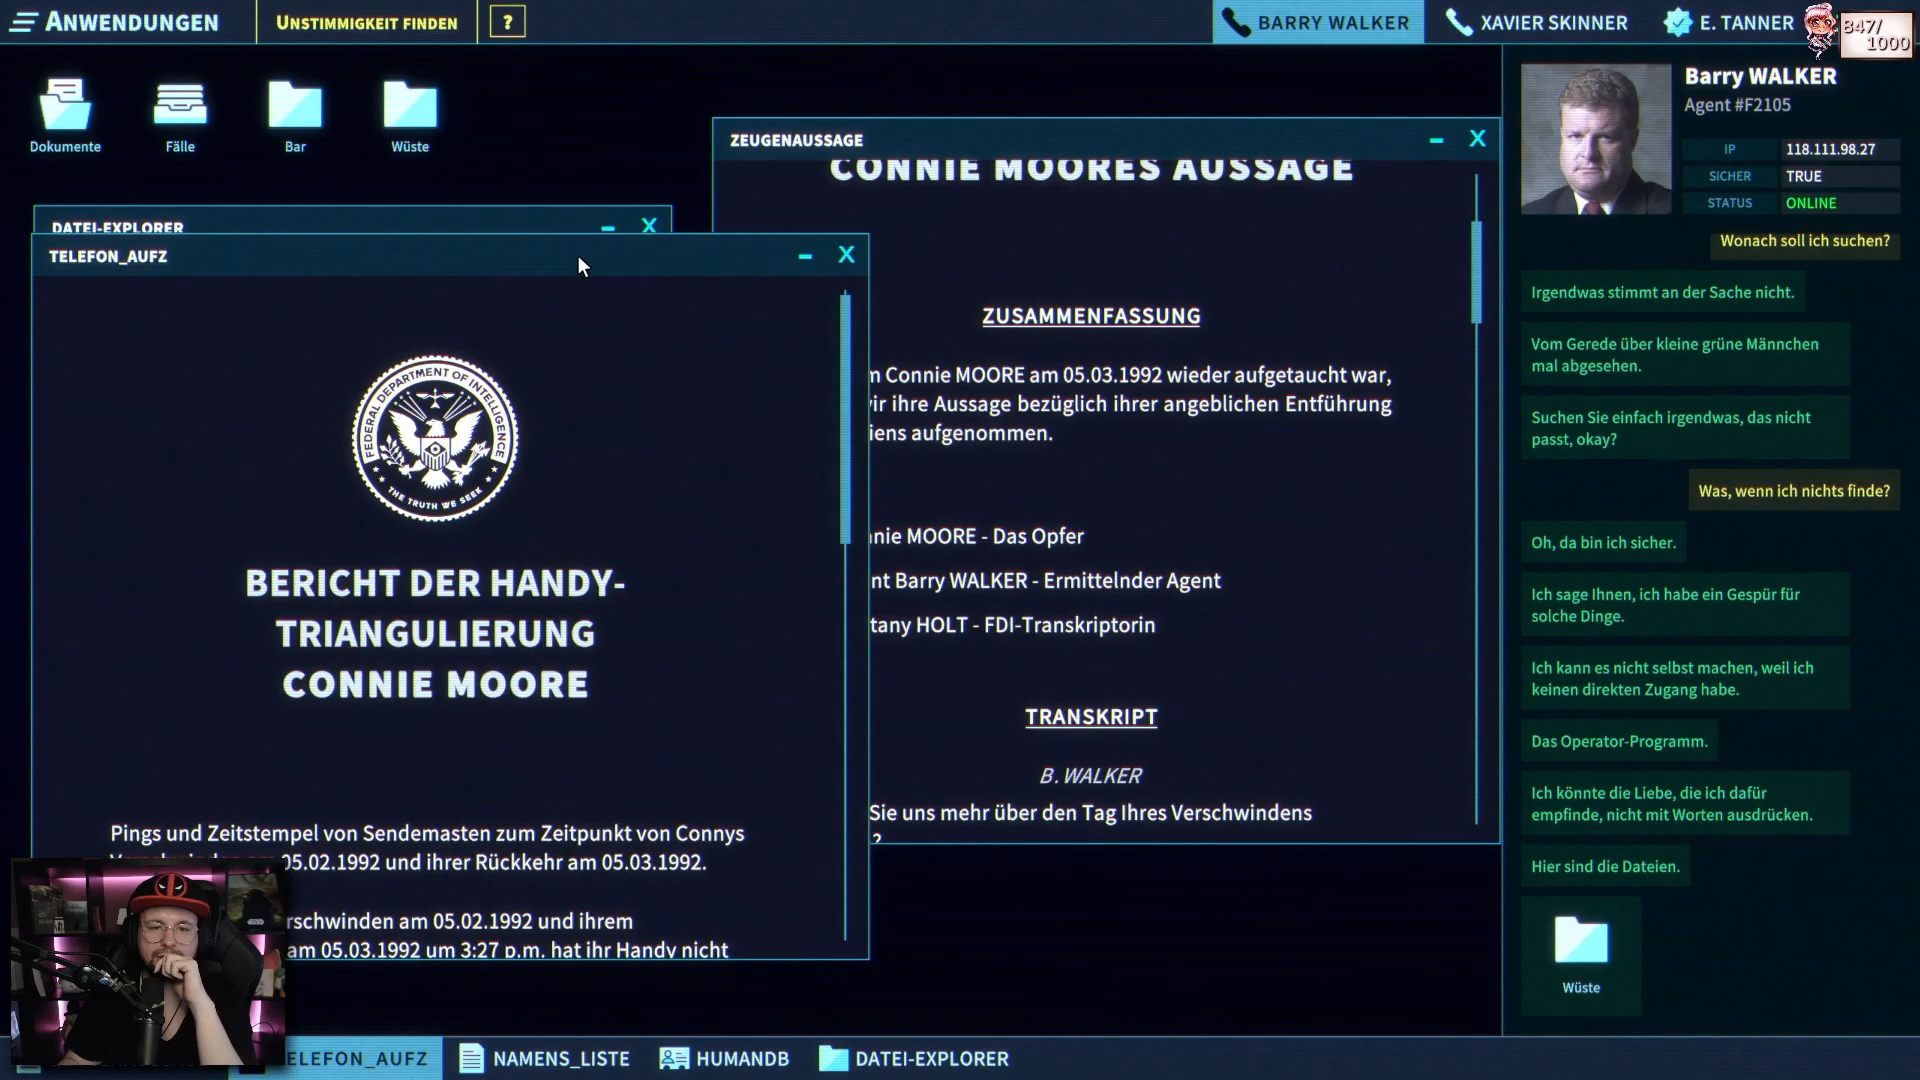 ANWENDUNGEN
UNSTIMMIGKEIT FINDEN
?
BARRY WALKER
XAVIER SKINNER
E. TANNER
847/
1000
Dokumente
Fälle
Bar
Wüste
DATEI-EXPLORER
TELEFON_AUFZ
FEDERAL DEPARTMENT OF INTELLIGENCE
THE TRUTH WE SEEK
BERICHT DER HANDY-
TRIANGULIERUNG
CONNIE MOORE
Pings und Zeitstempel von Sendemasten zum Zeitpunkt von Connys
05.02.1992 und ihrer Rückkehr am 05.03.1992.
rschwinden am 05.02.1992 und ihrem
am 05.03.1992 um 3:27 p.m. hat ihr Handy nicht
ZEUGENAUSSAGE
CONNIE MOORES AUSSAGE
ZUSAMMENFASSUNG
m Connie MOORE am 05.03.1992 wieder aufgetaucht war,
ir ihre Aussage bezüglich ihrer angeblichen Entführung
iens aufgenommen.
nie MOORE - Das Opfer
nt Barry WALKER - Ermittelnder Agent
tany HOLT - FDI-Transkriptorin
TRANSKRIPT
B. WALKER
Sie uns mehr über den Tag Ihres Verschwindens
?
Barry WALKER
Agent #F2105
IP 118.111.98.27
SICHER TRUE
STATUS ONLINE
Wonach soll ich suchen?
Irgendwas stimmt an der Sache nicht.
Vom Gerede über kleine grüne Männchen
mal abgesehen.
Suchen Sie einfach irgendwas, das nicht
passt, okay?
Was, wenn ich nichts finde?
Oh, da bin ich sicher.
Ich sage Ihnen, ich habe ein Gespür für
solche Dinge.
Ich kann es nicht selbst machen, weil ich
keinen direkten Zugang habe.
Das Operator-Programm.
Ich könnte die Liebe, die ich dafür
empfinde, nicht mit Worten ausdrücken.
Hier sind die Dateien.
Wüste
ELEFON_AUFZ
NAMENS_LISTE
HUMANDB
DATEI-EXPLORER